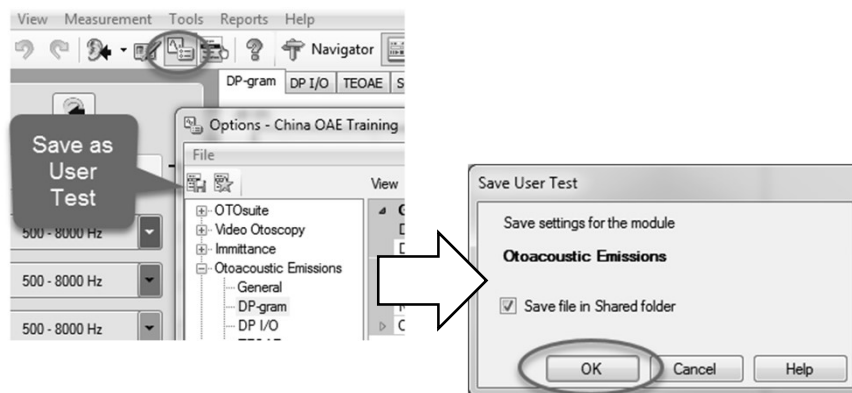 View Measurement Tools Reports Help
Navigator
DP-gram DP I/O TEOAE S
Options - China OAE Training
File
Save as
User
Test
View
OTOsuite
Video Otoscopy
Immittance
Otoacoustic Emissions
General
DP-gram
DP I/O
500 - 8000 Hz
500 - 8000 Hz
500 - 8000 Hz
Save User Test
Save settings for the module
Otoacoustic Emissions
Save file in Shared folder
OK Cancel Help